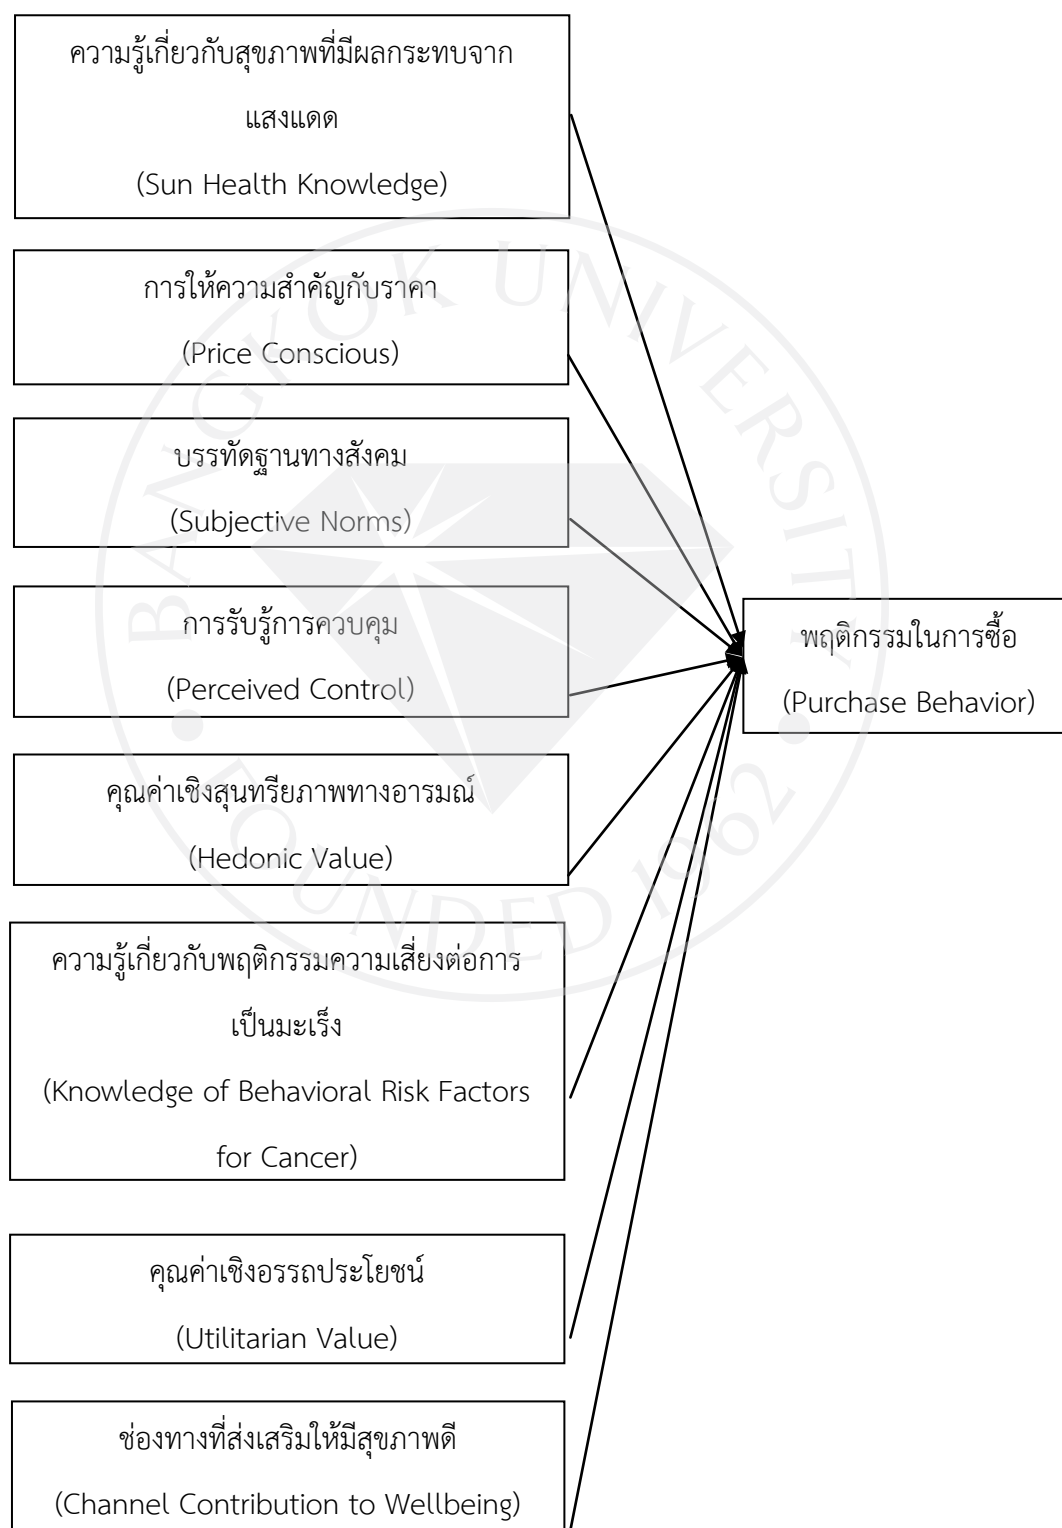 ความรู้เกี่ยวกับสุขภาพที่มีผลกระทบจาก
แสงแดด
(Sun Health Knowledge)
การให้ความสำคัญกับราคา
(Price Conscious)
บรรทัดฐานทางสังคม
(Subjective Norms)
การรับรู้การควบคุม
(Perceived Control)
คุณค่าเชิงสุนทรียภาพทางอารมณ์
(Hedonic Value)
ความรู้เกี่ยวกับพฤติกรรมความเสี่ยงต่อการ
เป็นมะเร็ง
(Knowledge of Behavioral Risk Factors
for Cancer)
คุณค่าเชิงอรรถประโยชน์
(Utilitarian Value)
ช่องทางที่ส่งเสริมให้มีสุขภาพดี
(Channel Contribution to Wellbeing)
พฤติกรรมในการซื้อ
(Purchase Behavior)
BANGKOK UNIVERSITY
FOUNDED 1962